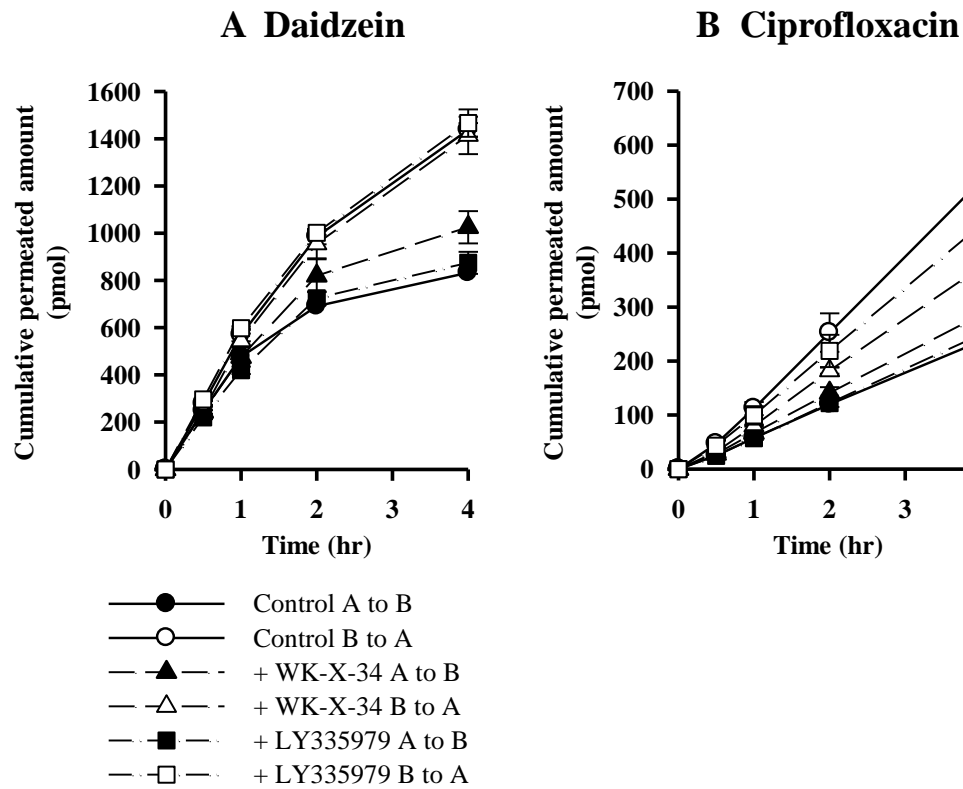 A Daidzein
Cumulative permeated amount
(pmol)
1600
1400
1200
1000
800
600
400
200
0
0 1 2 3 4
Time (hr)
B Ciprofloxacin
Cumulative permeated amount
(pmol)
700
600
500
400
300
200
100
0
0 1 2 3
Time (hr)
Control A to B
Control B to A
+ WK-X-34 A to B
+ WK-X-34 B to A
+ LY335979 A to B
+ LY335979 B to A